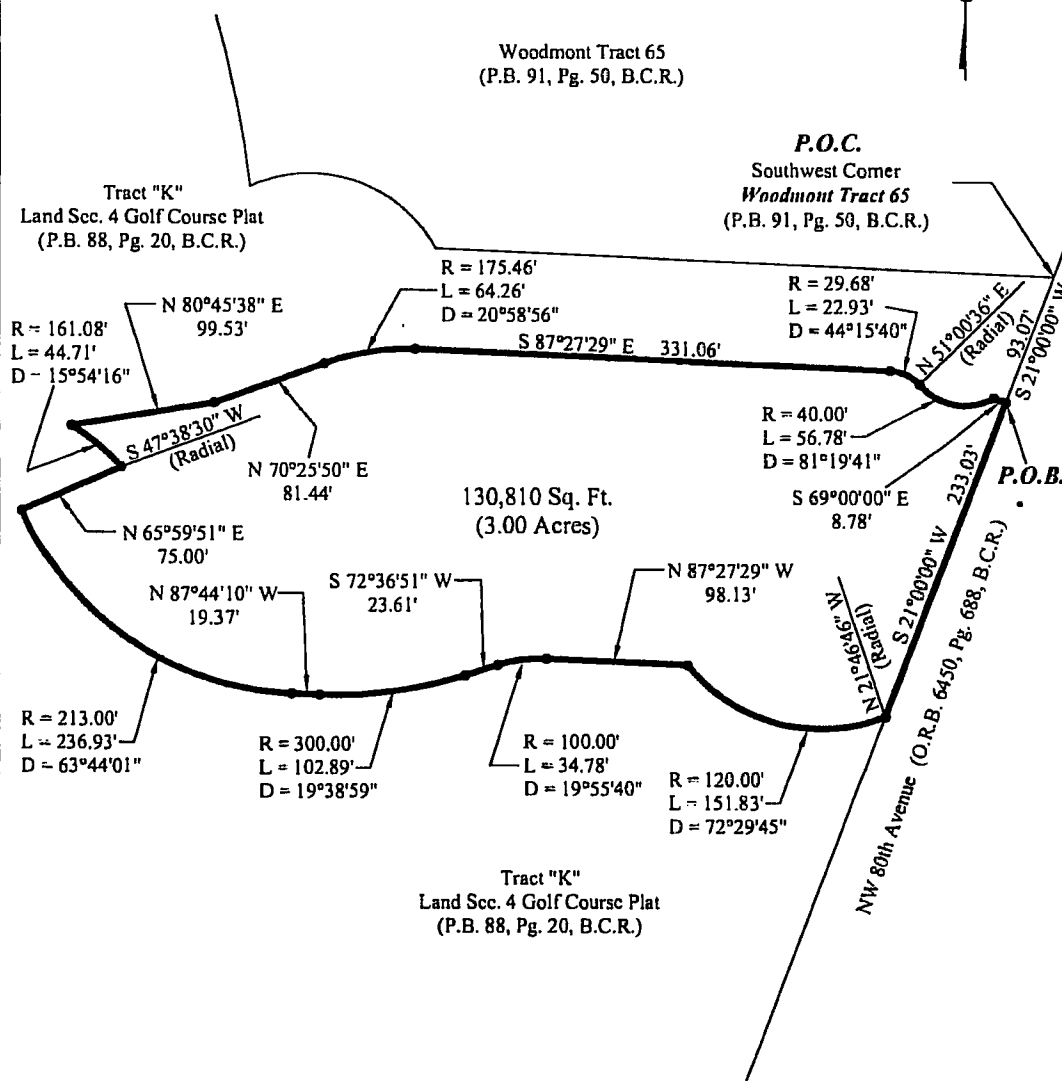 Woodmont Tract 65
(P.B. 91, Pg. 50, B.C.R.)
P.O.C.
Southwest Corner
Woodmont Tract 65
(P.B. 91, Pg. 50, B.C.R.)
Tract "K"
Land Sec. 4 Golf Course Plat
(P.B. 88, Pg. 20, B.C.R.)
R = 175.46'
L = 64.26'
D = 20°58'56"
R = 29.68'
L = 22.93'
D = 44°15'40"
N 51°00'36" E
(Radial)
93.07'
S 21°00'00" W
N 80°45'38" E
99.53'
R = 161.08'
L = 44.71'
D = 15°54'16"
S 87°27'29" E 331.06'
S 47°38'30" W
(Radial)
N 70°25'50" E
81.44'
R = 40.00'
L = 56.78'
D = 81°19'41"
P.O.B.
S 69°00'00" E
8.78'
130,810 Sq. Ft.
(3.00 Acres)
N 65°59'51" E
75.00'
S 21°00'00" W 233.03'
N 87°44'10" W
19.37'
S 72°36'51" W
23.61'
N 87°27'29" W
98.13'
N 21°46'46" W
(Radial)
NW 80th Avenue (O.R.B. 6450, Pg. 688, B.C.R.)
R = 213.00'
L = 236.93'
D = 63°44'01"
R = 300.00'
L = 102.89'
D = 19°38'59"
R = 100.00'
L = 34.78'
D = 19°55'40"
R = 120.00'
L = 151.83'
D = 72°29'45"
Tract "K"
Land Sec. 4 Golf Course Plat
(P.B. 88, Pg. 20, B.C.R.)